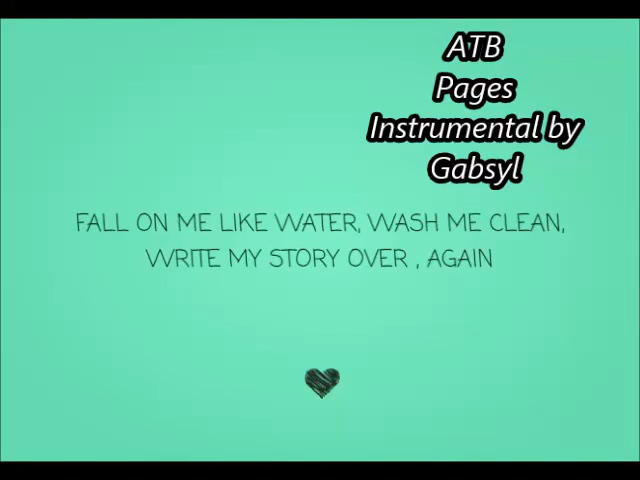 ATB
Pages
Instrumental by
Gabsyl
FALL ON ME LIKE WATER, WASH ME CLEAN,
WRITE MY STORY OVER , AGAIN